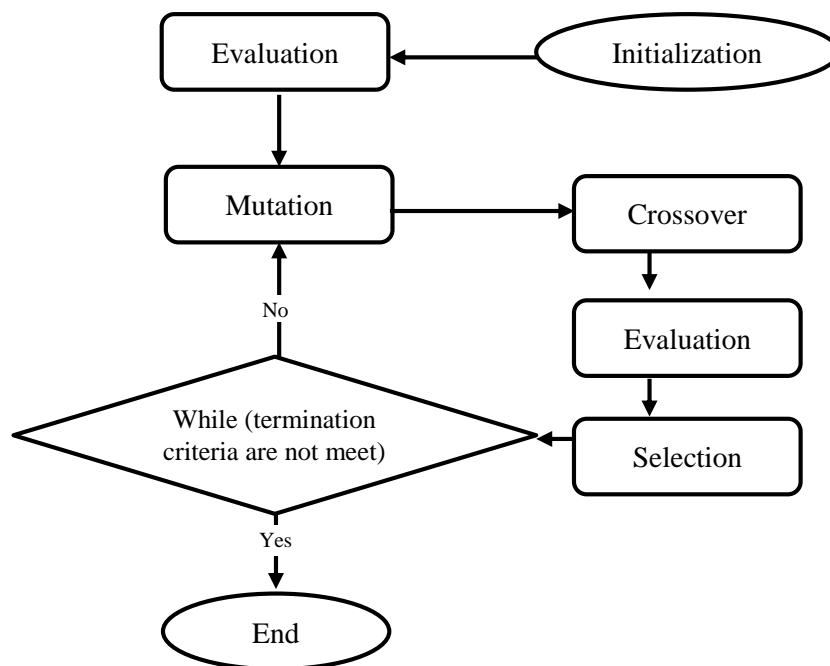 Evaluation
Initialization
Mutation
Crossover
No
Evaluation
While (termination
criteria are not meet)
Selection
Yes
End